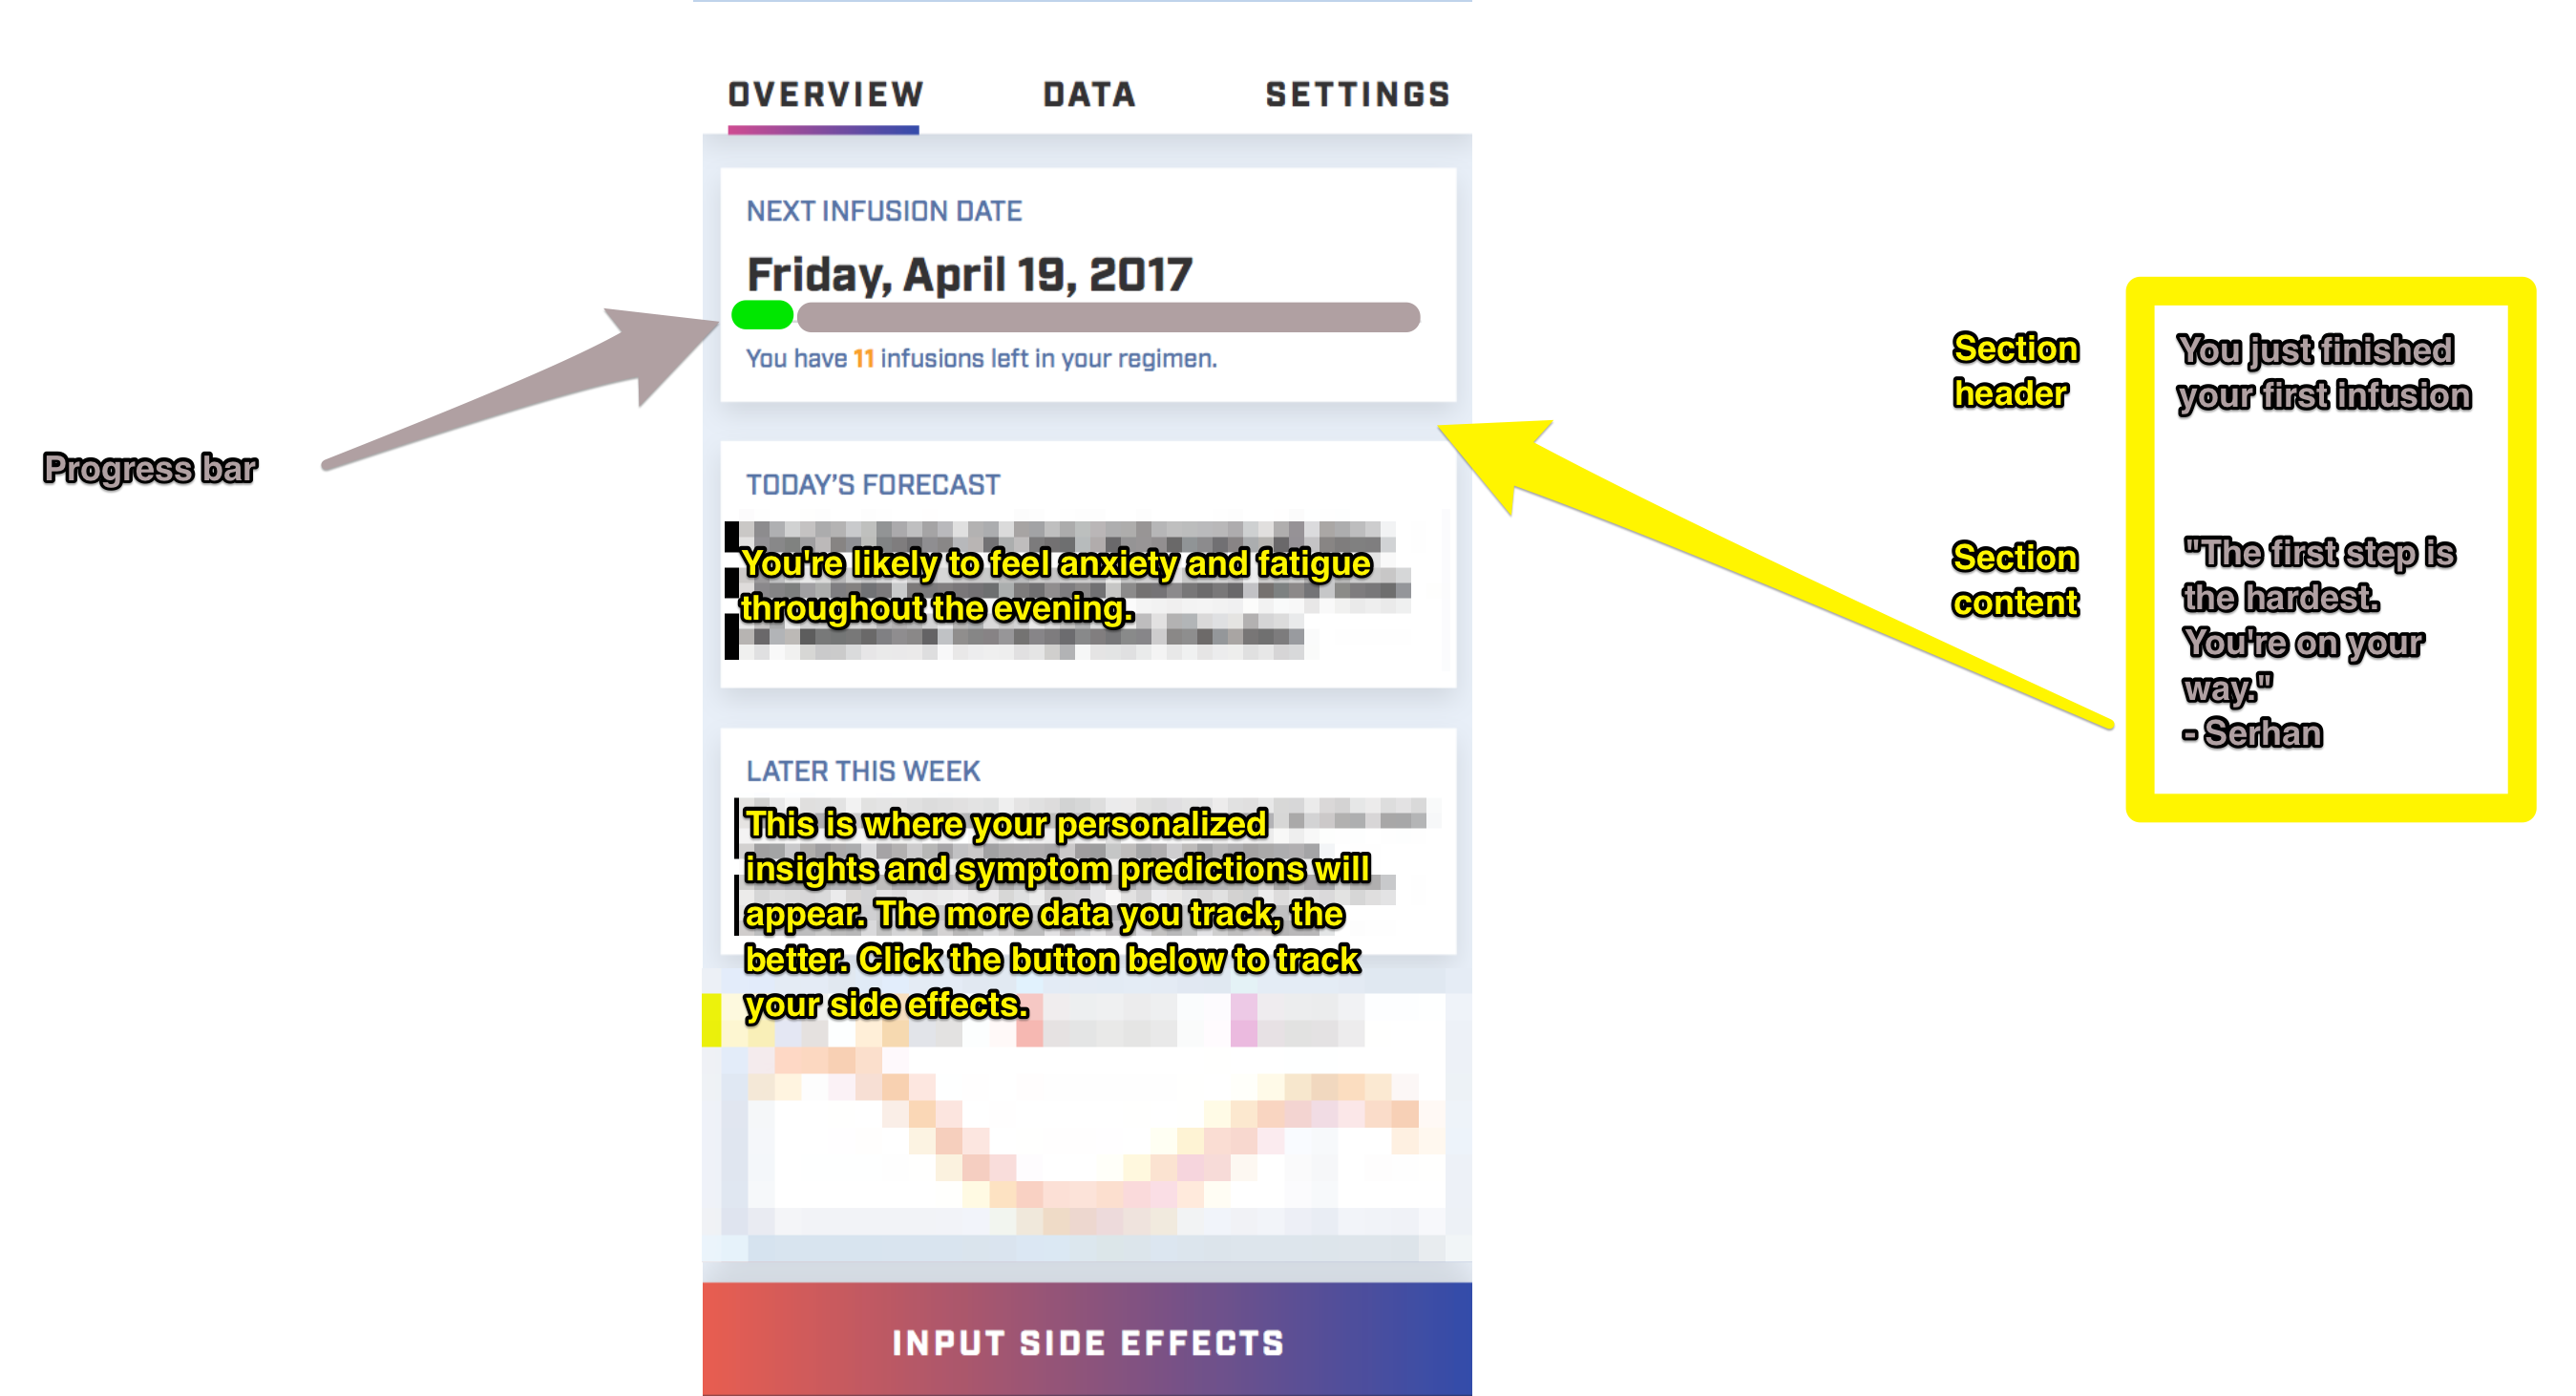 OVERVIEW DATA SETTINGS
NEXT INFUSION DATE
Friday, April 19, 2017
You have 11 infusions left in your regimen.
Progress bar
TODAY'S FORECAST
You're likely to feel anxiety and fatigue
throughout the evening.
LATER THIS WEEK
This is where your personalized
insights and symptom predictions will
appear. The more data you track, the
better. Click the button below to track
your side effects.
INPUT SIDE EFFECTS
Section
header
You just finished
your first infusion
Section
content
"The first step is
the hardest.
You're on your
way."
- Serhan